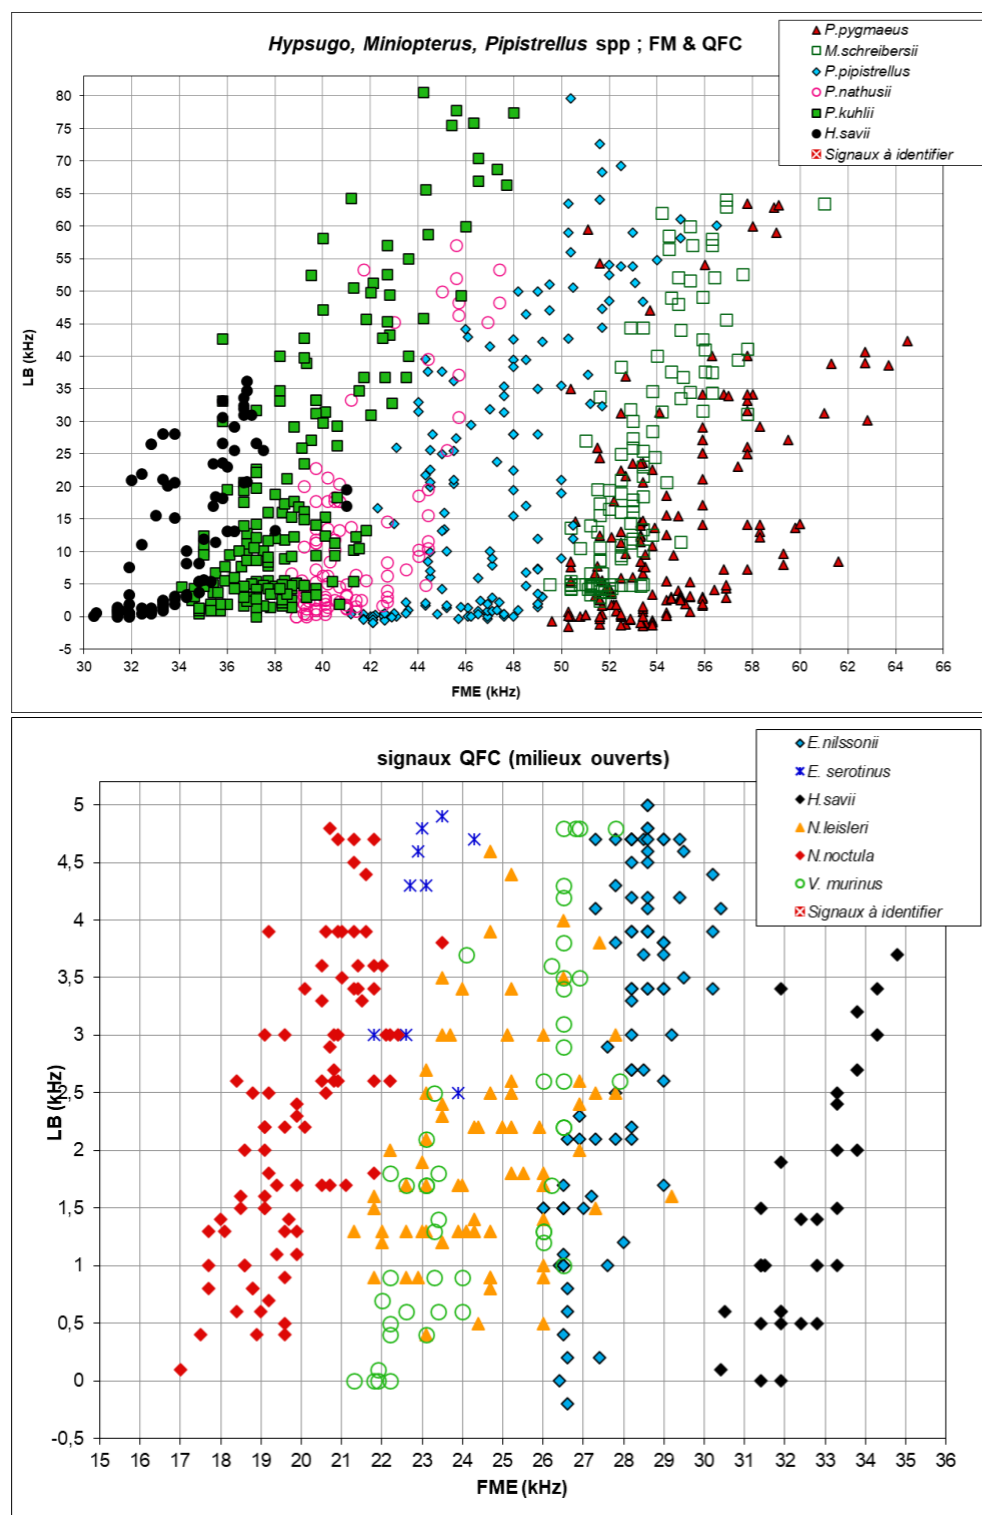 Hypsugo, Miniopterus, Pipistrellus spp ; FM & QFC
P.pygmaeus
M.schreibersii
P.pipistrellus
P.nathusii
P.kuhlii
H.savii
Signaux à identifier
80
75
70
65
60
55
50
45
40
35
30
25
20
15
10
5
0
-5
LB (kHz)
30 32 34 36 38 40 42 44 46 48 50 52 54 56 58 60 62 64 66
FME (kHz)
signaux QFC (milieux ouverts)
E.nilssonii
E. serotinus
H.savii
N.leisleri
N.noctula
V. murinus
Signaux à identifier
5
4,5
4
3,5
3
2,5
2
1,5
1
0,5
0
-0,5
LB (kHz)
15 16 17 18 19 20 21 22 23 24 25 26 27 28 29 30 31 32 33 34 35 36
FME (kHz)